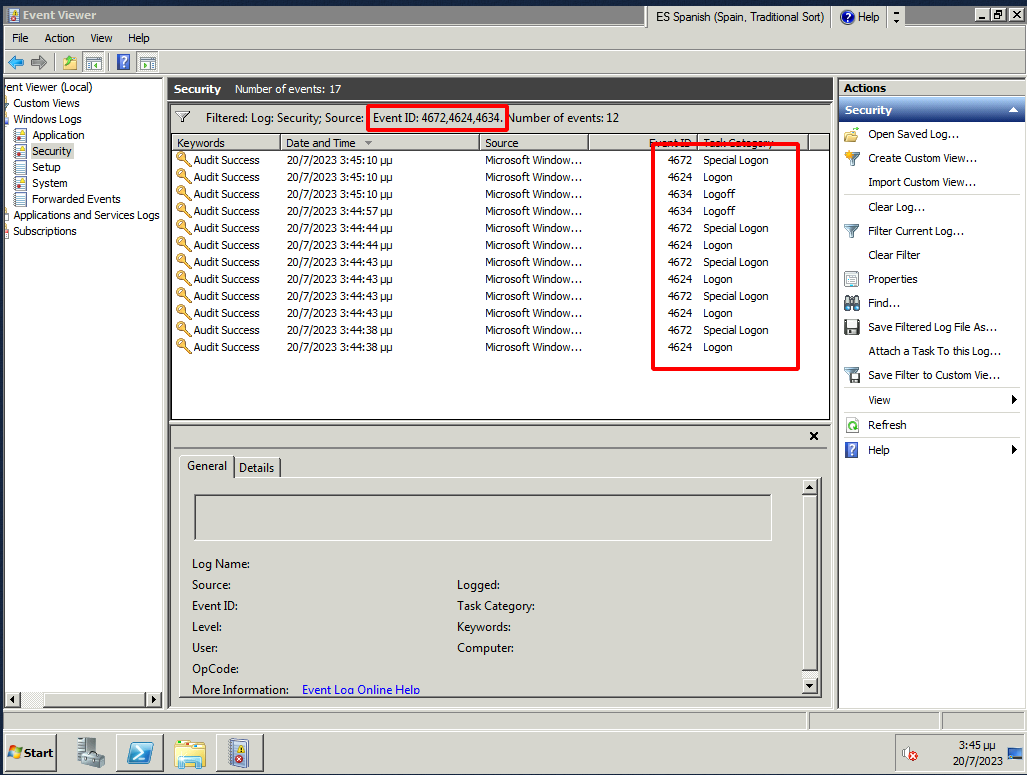 Event Viewer
ES Spanish (Spain, Traditional Sort) Help
File Action View Help
vent Viewer (Local)
Custom Views
Windows Logs
Application
Security
Setup
System
Forwarded Events
Applications and Services Logs
Subscriptions
Security Number of events: 17
Filtered: Log: Security; Source: Event ID: 4672,4624,4634. Number of events: 12
Keywords Date and Time Source Event ID Task Category
Audit Success 20/7/2023 3:45:10 μμ Microsoft Window... 4672 Special Logon
Audit Success 20/7/2023 3:45:10 μμ Microsoft Window... 4624 Logon
Audit Success 20/7/2023 3:45:10 μμ Microsoft Window... 4634 Logoff
Audit Success 20/7/2023 3:44:57 μμ Microsoft Window... 4634 Logoff
Audit Success 20/7/2023 3:44:44 μμ Microsoft Window... 4672 Special Logon
Audit Success 20/7/2023 3:44:44 μμ Microsoft Window... 4624 Logon
Audit Success 20/7/2023 3:44:43 μμ Microsoft Window... 4672 Special Logon
Audit Success 20/7/2023 3:44:43 μμ Microsoft Window... 4624 Logon
Audit Success 20/7/2023 3:44:43 μμ Microsoft Window... 4672 Special Logon
Audit Success 20/7/2023 3:44:43 μμ Microsoft Window... 4624 Logon
Audit Success 20/7/2023 3:44:38 μμ Microsoft Window... 4672 Special Logon
Audit Success 20/7/2023 3:44:38 μμ Microsoft Window... 4624 Logon
General Details
Log Name:
Source: Logged:
Event ID: Task Category:
Level: Keywords:
User: Computer:
OpCode:
More Information: Event Log Online Help
Actions
Security
Open Saved Log...
Create Custom View...
Import Custom View...
Clear Log...
Filter Current Log...
Clear Filter
Properties
Find...
Save Filtered Log File As...
Attach a Task To this Log...
Save Filter to Custom Vie...
View
Refresh
Help
Start
3:45 μμ
20/7/2023